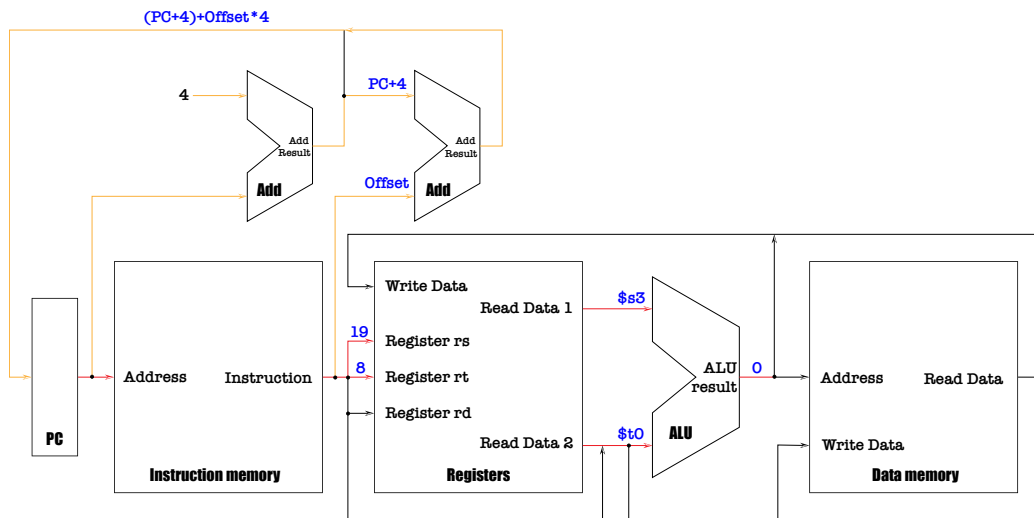 (PC+4)+Offset*4
4
PC+4
Add
Result
Add
Result
Add
Offset
Add
Write Data
Read Data 1
$s3
19
Register rs
ALU
result
0
Address
Instruction
8
Register rt
Address
Read Data
Register rd
PC
Read Data 2
$t0
ALU
Write Data
Instruction memory
Registers
Data memory